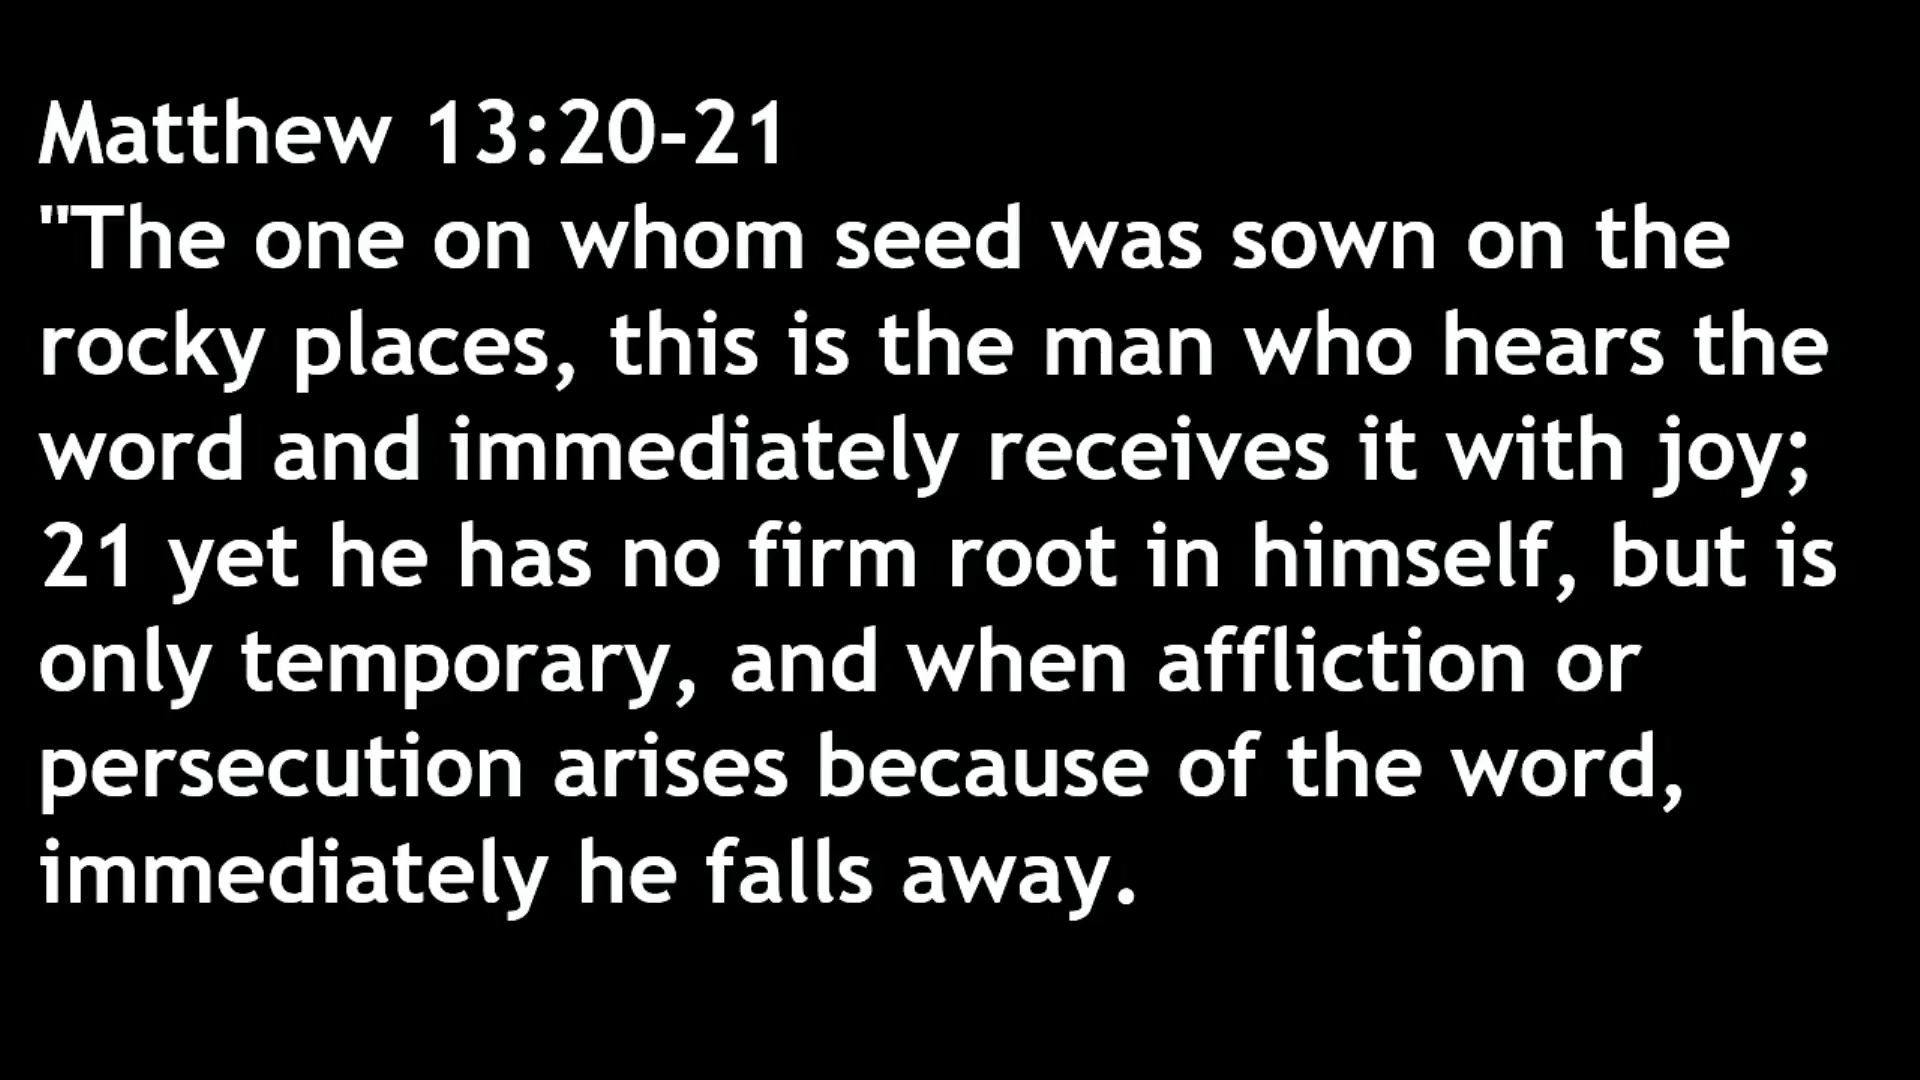 Matthew 13:20-21
"The one on whom seed was sown on the
rocky places, this is the man who hears the
word and immediately receives it with joy;
21 yet he has no firm root in himself, but is
only temporary, and when affliction or
persecution arises because of the word,
immediately he falls away.